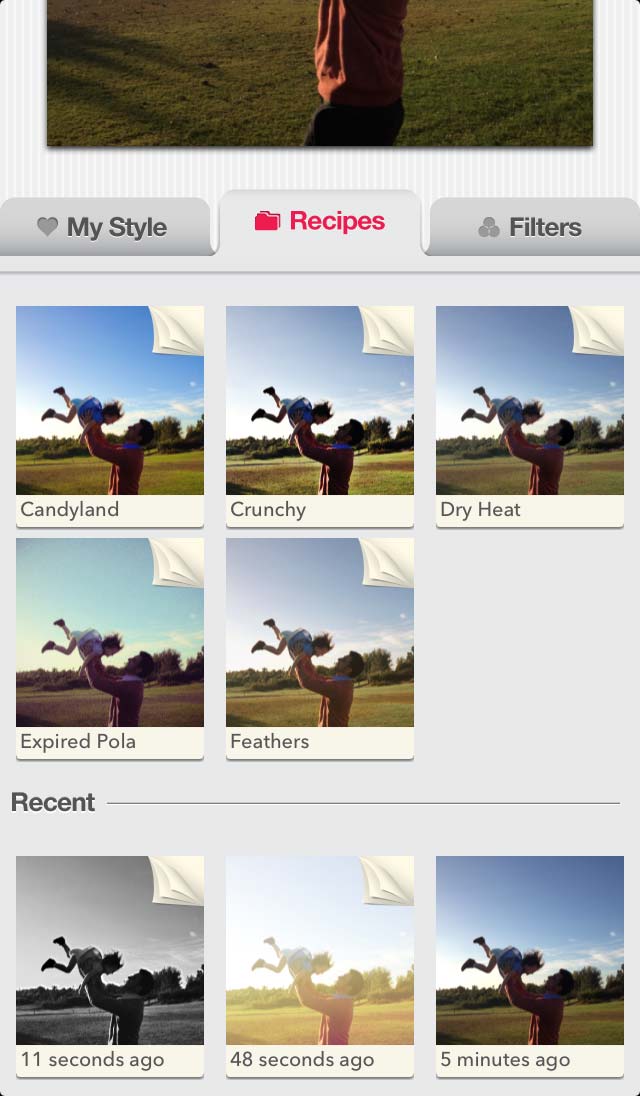 My Style
Recipes
Filters
Candyland
Crunchy
Dry Heat
Expired Pola
Feathers
Recent
11 seconds ago
48 seconds ago
5 minutes ago